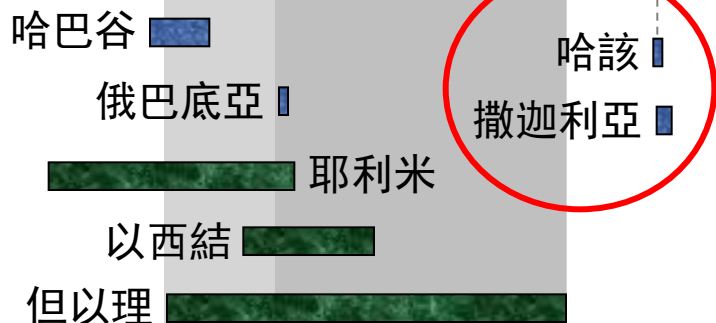 哈巴谷
哈該
俄巴底亞
撒迦利亞
耶利米
以西結
但以理